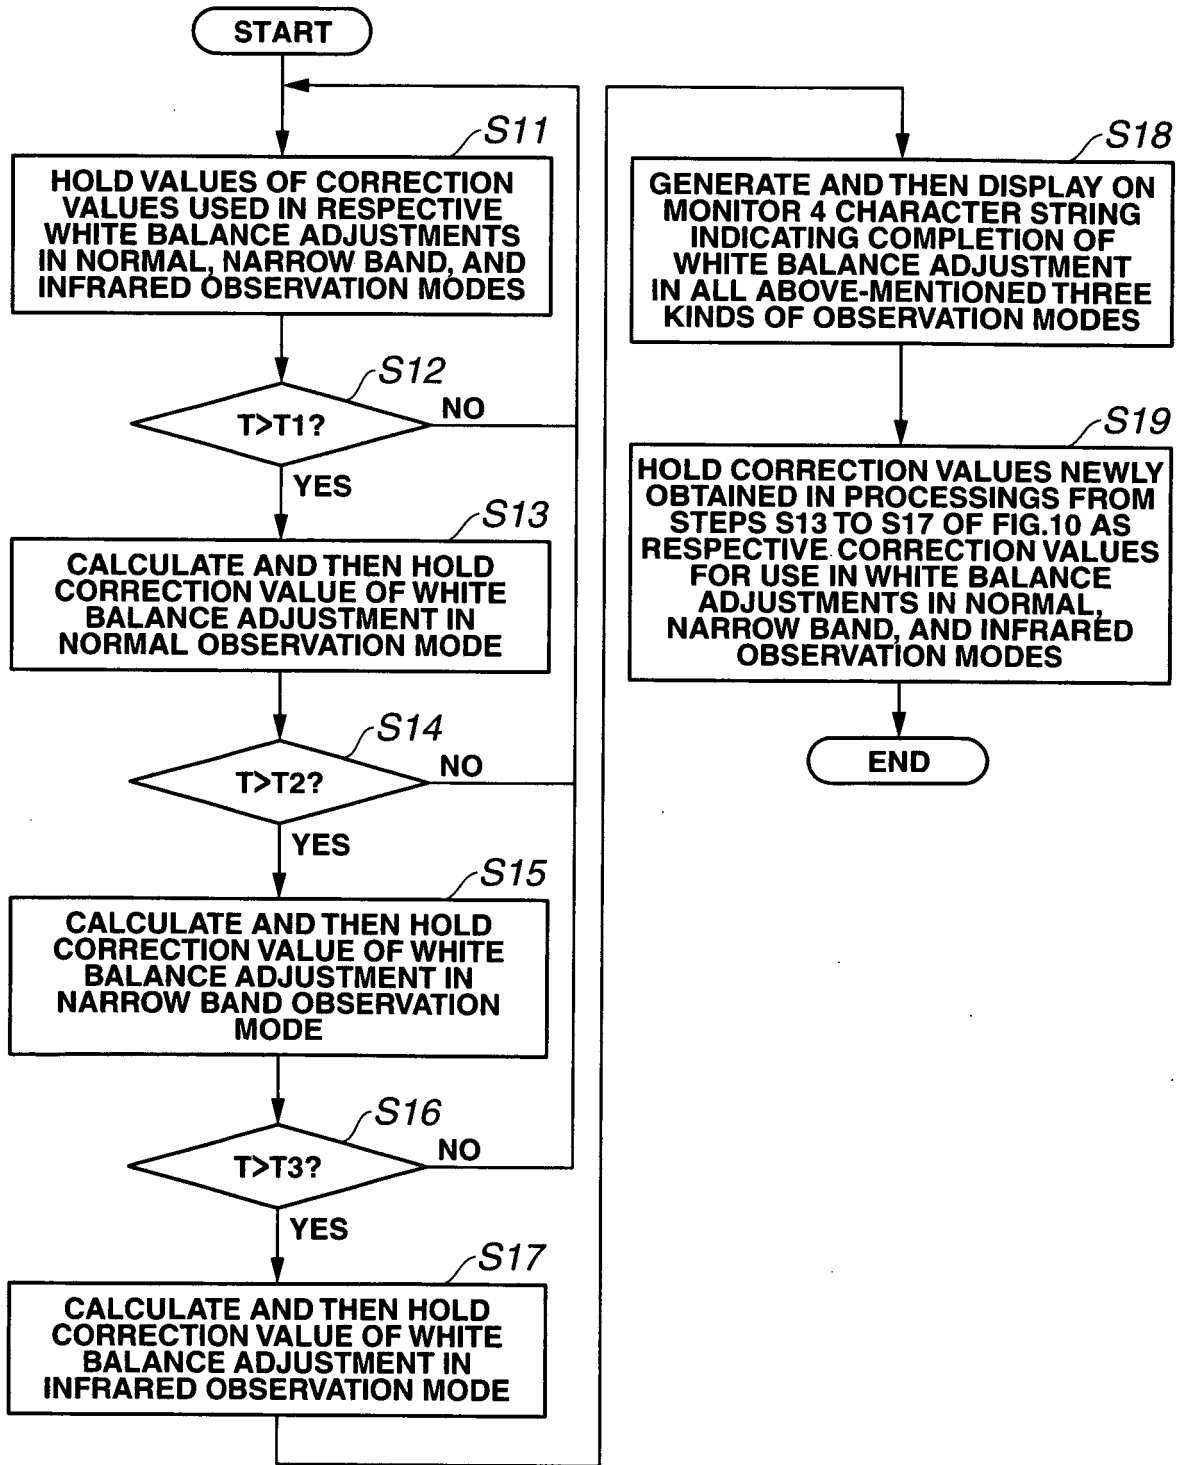 START
S11
HOLD VALUES OF CORRECTION
VALUES USED IN RESPECTIVE
WHITE BALANCE ADJUSTMENTS
IN NORMAL, NARROW BAND, AND
INFRARED OBSERVATION MODES
S12
T>T1?
NO
YES
S13
CALCULATE AND THEN HOLD
CORRECTION VALUE OF WHITE
BALANCE ADJUSTMENT IN
NORMAL OBSERVATION MODE
S14
T>T2?
NO
YES
S15
CALCULATE AND THEN HOLD
CORRECTION VALUE OF WHITE
BALANCE ADJUSTMENT IN
NARROW BAND OBSERVATION
MODE
S16
T>T3?
NO
YES
S17
CALCULATE AND THEN HOLD
CORRECTION VALUE OF WHITE
BALANCE ADJUSTMENT IN
INFRARED OBSERVATION MODE
S18
GENERATE AND THEN DISPLAY ON
MONITOR 4 CHARACTER STRING
INDICATING COMPLETION OF
WHITE BALANCE ADJUSTMENT
IN ALL ABOVE-MENTIONED THREE
KINDS OF OBSERVATION MODES
S19
HOLD CORRECTION VALUES NEWLY
OBTAINED IN PROCESSINGS FROM
STEPS S13 TO S17 OF FIG.10 AS
RESPECTIVE CORRECTION VALUES
FOR USE IN WHITE BALANCE
ADJUSTMENTS IN NORMAL,
NARROW BAND, AND INFRARED
OBSERVATION MODES
END